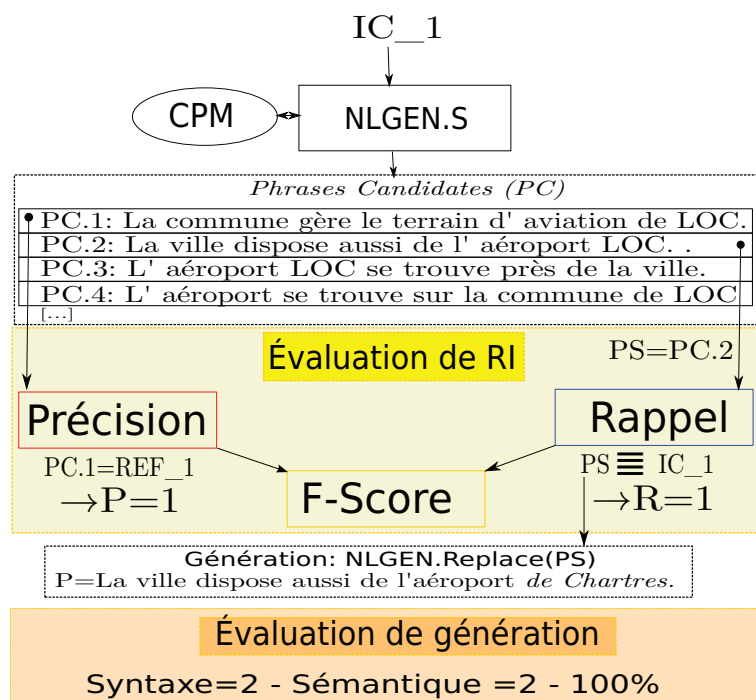 IC_1
CPM
NLGEN.S
Phrases Candidates (PC)
PC.1: La commune gère le terrain d' aviation de LOC.
PC.2: La ville dispose aussi de l' aéroport LOC. .
PC.3: L' aéroport LOC se trouve près de la ville.
PC.4: L' aéroport se trouve sur la commune de LOC
[...]
Évaluation de RI
PS=PC.2
Précision
Rappel
PC.1=REF_1
PS ≡ IC_1
→P=1
F-Score
→R=1
Génération: NLGEN.Replace(PS)
P=La ville dispose aussi de l'aéroport de Chartres.
Évaluation de génération
Syntaxe=2 - Sémantique =2 - 100%